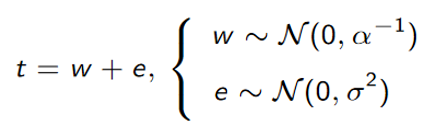 w ∼ 𝒩(0, α⁻¹)
t = w + e, {
e ∼ 𝒩(0, σ²)